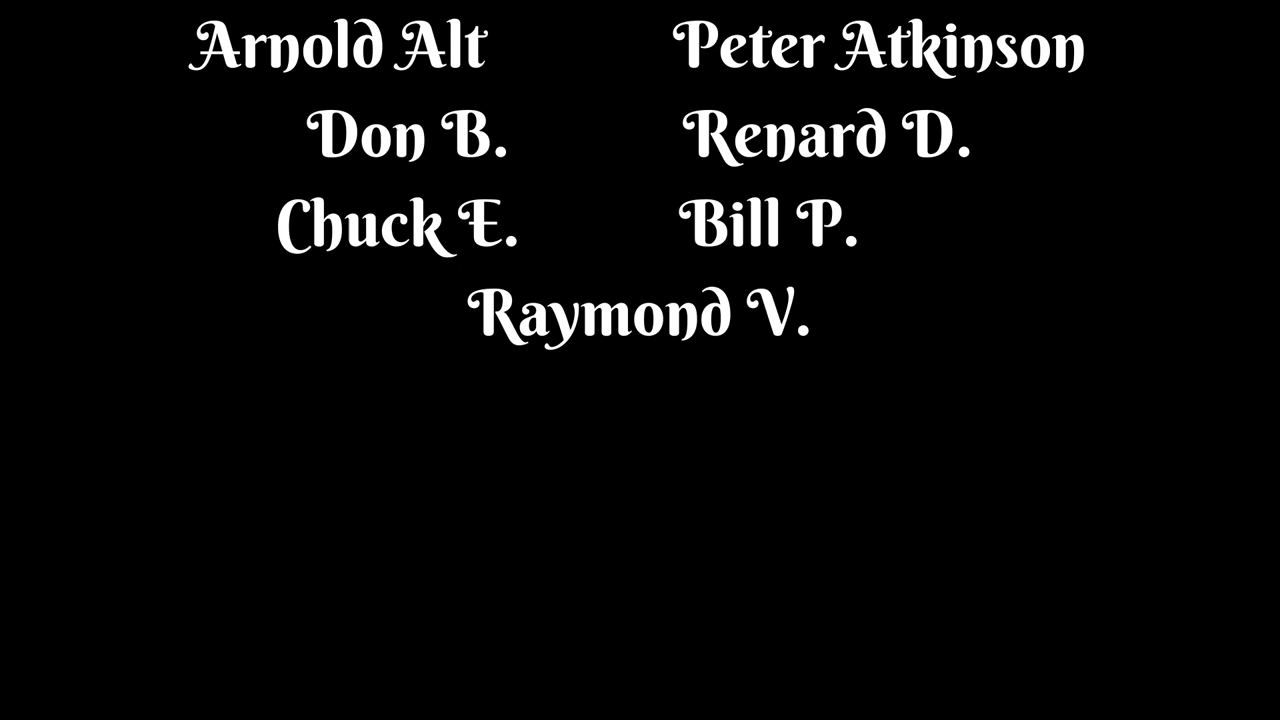 Arnold Alt Peter Atkinson
Don B. Renard D.
Chuck E. Bill P.
Raymond V.